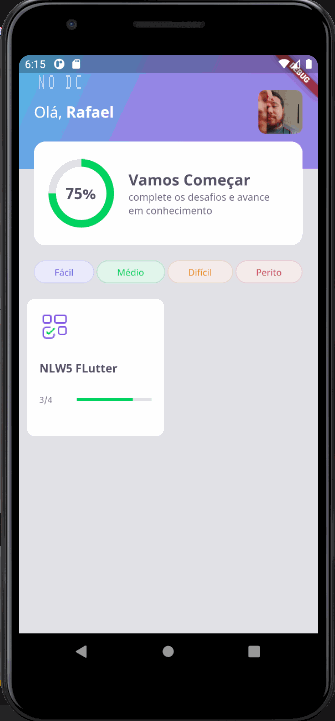 6:15
DEBUG
NO DC
Olá, Rafael
75%
Vamos Começar
complete os desafios e avance
em conhecimento
Fácil
Médio
Difícil
Perito
NLW5 FLutter
3/4